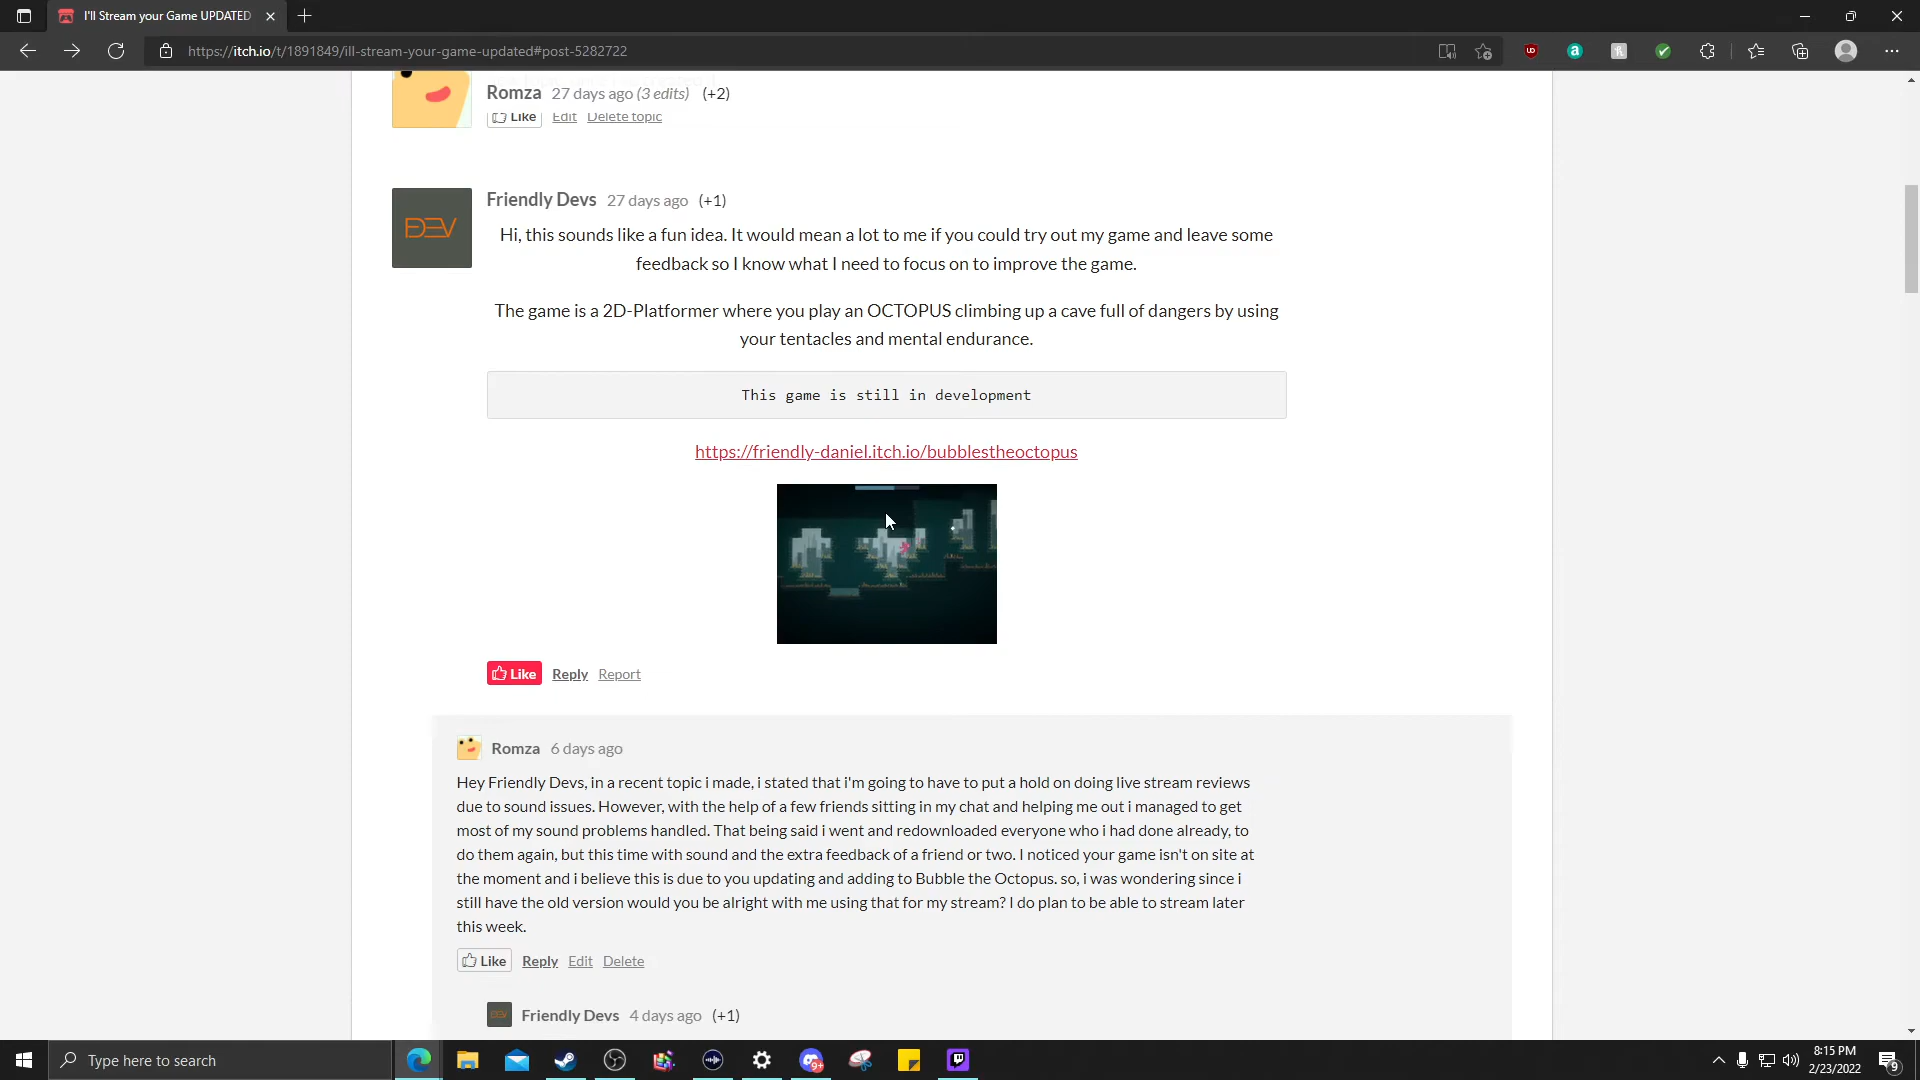 I'll Stream your Game UPDATED
https://itch.io/t/1891849/ill-stream-your-game-updated#post-5282722
Romza 27 days ago (3 edits) (+2)
Like Edit Delete topic
DEV
Friendly Devs 27 days ago (+1)
Hi, this sounds like a fun idea. It would mean a lot to me if you could try out my game and leave some
feedback so I know what I need to focus on to improve the game.
The game is a 2D-Platformer where you play an OCTOPUS climbing up a cave full of dangers by using
your tentacles and mental endurance.
This game is still in development
https://friendly-daniel.itch.io/bubblestheoctopus
Like Reply Report
Romza 6 days ago
Hey Friendly Devs, in a recent topic i made, i stated that i'm going to have to put a hold on doing live stream reviews
due to sound issues. However, with the help of a few friends sitting in my chat and helping me out i managed to get
most of my sound problems handled. That being said i went and redownloaded everyone who i had done already, to
do them again, but this time with sound and the extra feedback of a friend or two. I noticed your game isn't on site at
the moment and i believe this is due to you updating and adding to Bubble the Octopus. so, i was wondering since i
still have the old version would you be alright with me using that for my stream? I do plan to be able to stream later
this week.
Like Reply Edit Delete
Friendly Devs 4 days ago (+1)
Type here to search
9+
8:15 PM
2/23/2022
9